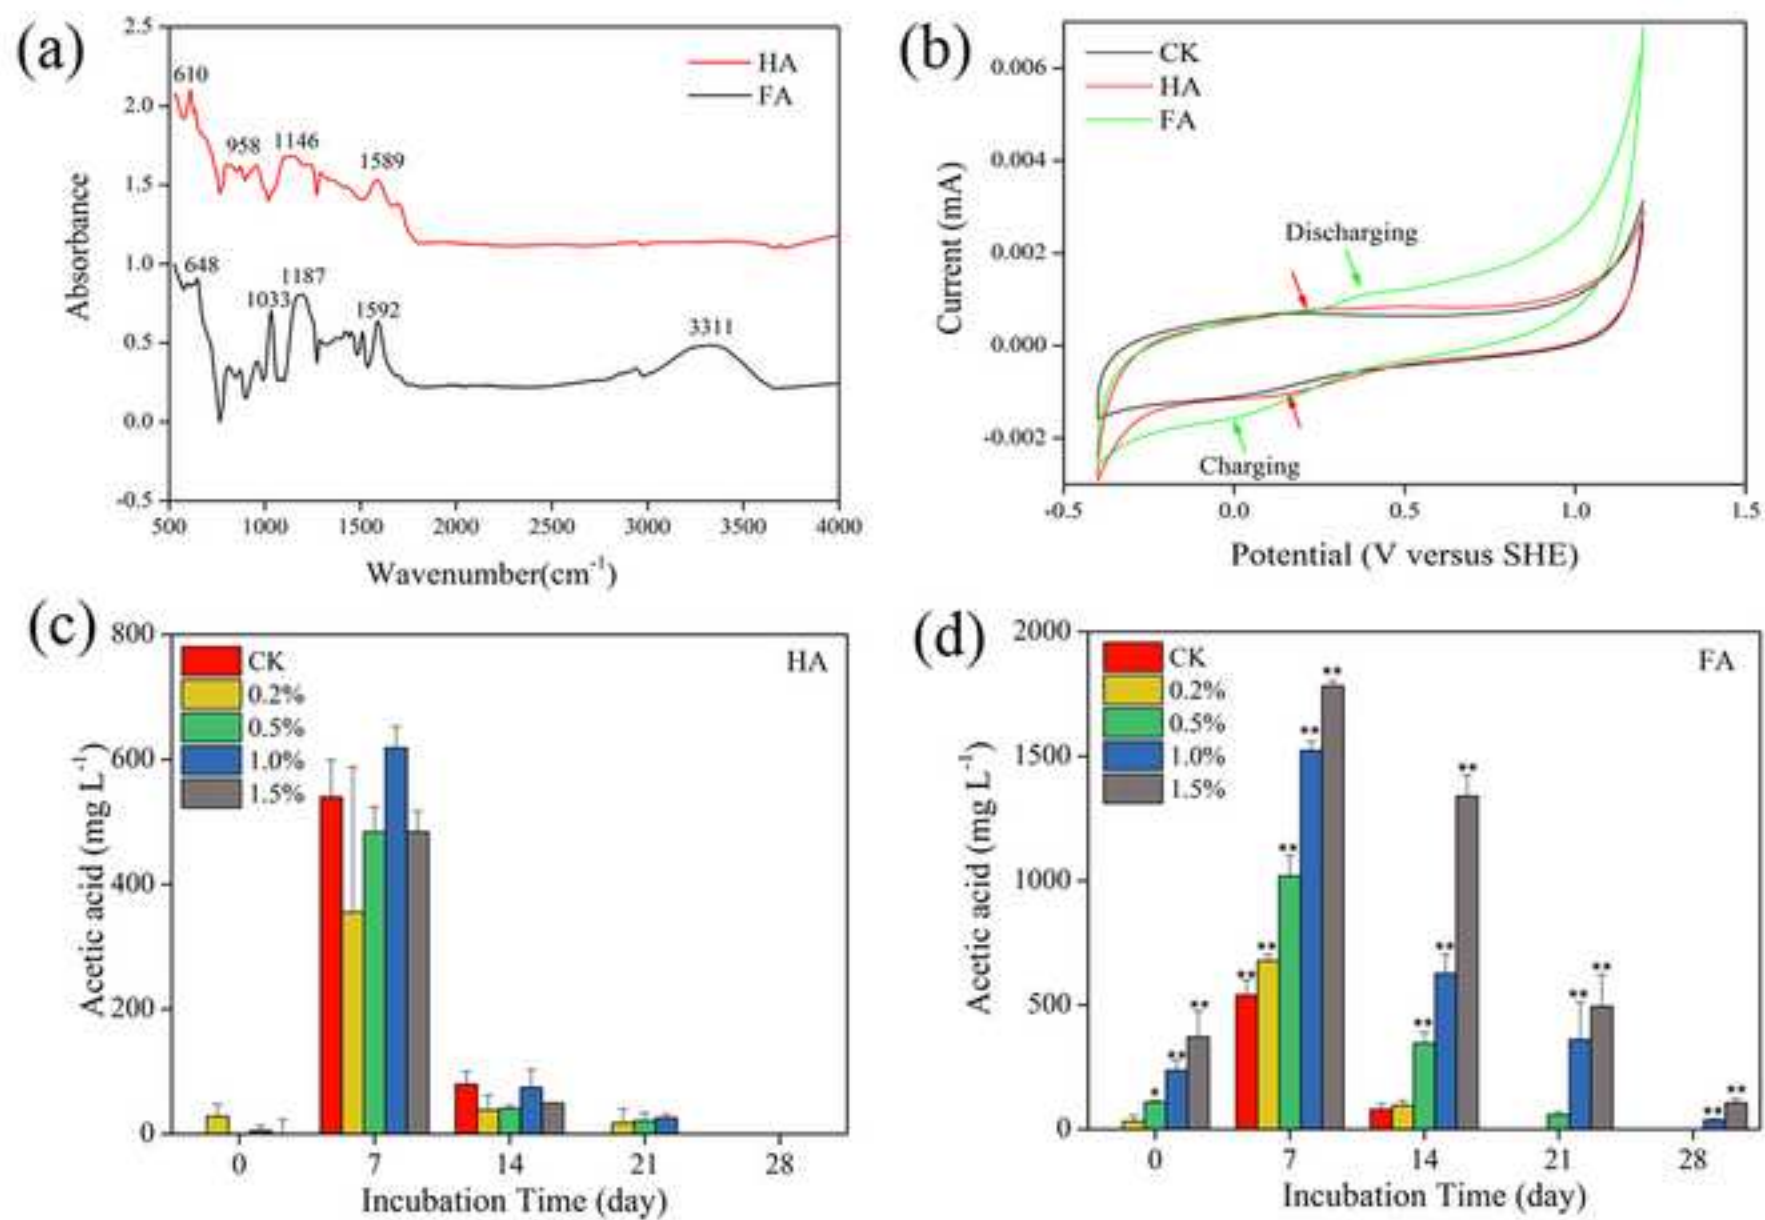 (a)
2.5
2.0
1.5
1.0
0.5
0.0
-0.5
Absorbance
610
958
1146
1589
HA
FA
648
1033
1187
1592
3311
500 1000 1500 2000 2500 3000 3500 4000
Wavenumber(cm⁻¹)
(b)
0.006
0.004
0.002
0.000
-0.002
Current (mA)
CK
HA
FA
Discharging
Charging
-0.5 0.0 0.5 1.0 1.5
Potential (V versus SHE)
(c)
800
600
400
200
0
Acetic acid (mg L⁻¹)
CK
0.2%
0.5%
1.0%
1.5%
HA
0 7 14 21 28
Incubation Time (day)
(d)
2000
1500
1000
500
0
Acetic acid (mg L⁻¹)
CK
0.2%
0.5%
1.0%
1.5%
FA
* ** **
** ** ** ** **
** ** **
** **
** **
0 7 14 21 28
Incubation Time (day)